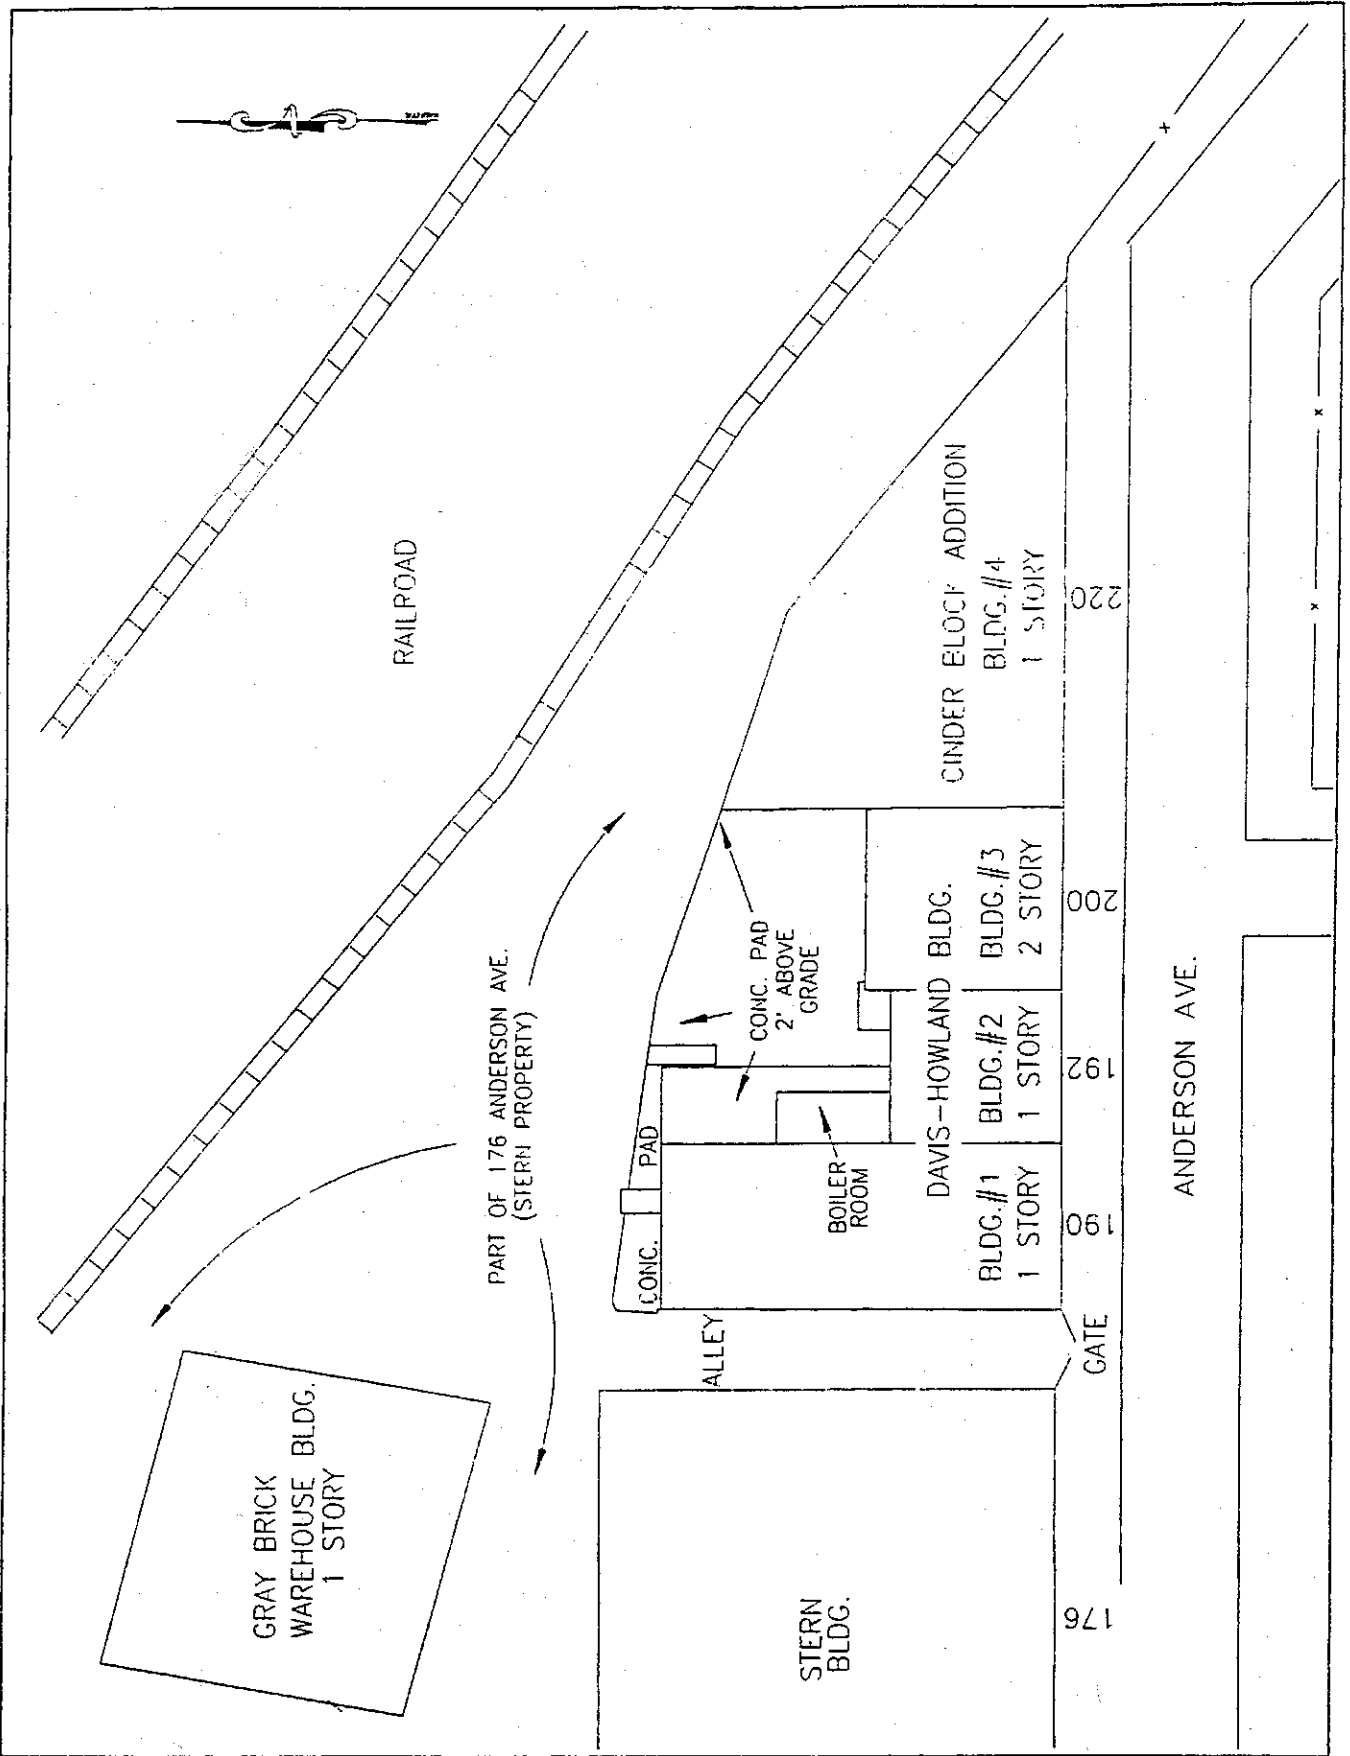 RAILROAD
PART OF 176 ANDERSON AVE.
(STERN PROPERTY)
GRAY BRICK
WAREHOUSE BLDG.
1 STORY
CONC. PAD
CONC. PAD
2' ABOVE
GRADE
ALLEY
BOILER
ROOM
CINDER BLOCK ADDITION
BLDG.#4
1 STORY
DAVIS-HOWLAND BLDG.
BLDG.#1
1 STORY
BLDG.#2
1 STORY
BLDG.#3
2 STORY
STERN
BLDG.
GATE
176
190
192
200
220
ANDERSON AVE.